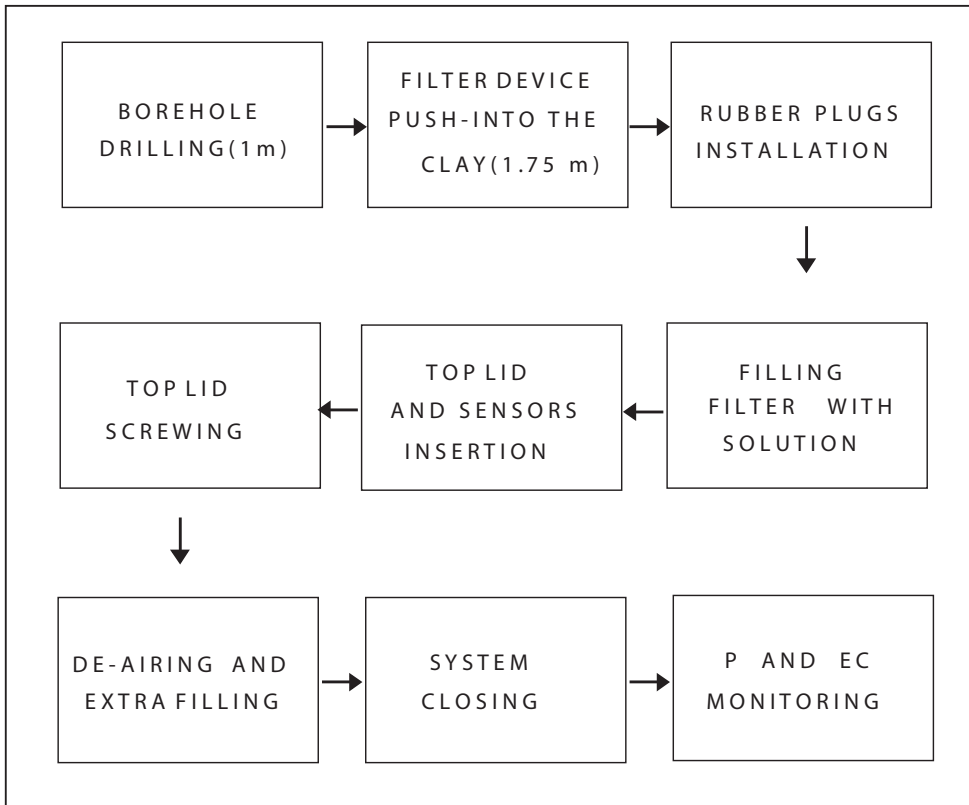 BOREHOLE
DRILLING(1m)
FILTER DEVICE
PUSH-INTO THE
CLAY(1.75 m)
RUBBER PLUGS
INSTALLATION
FILLING
FILTER WITH
SOLUTION
TOP LID
AND SENSORS
INSERTION
TOP LID
SCREWING
DE-AIRING AND
EXTRA FILLING
SYSTEM
CLOSING
P AND EC
MONITORING